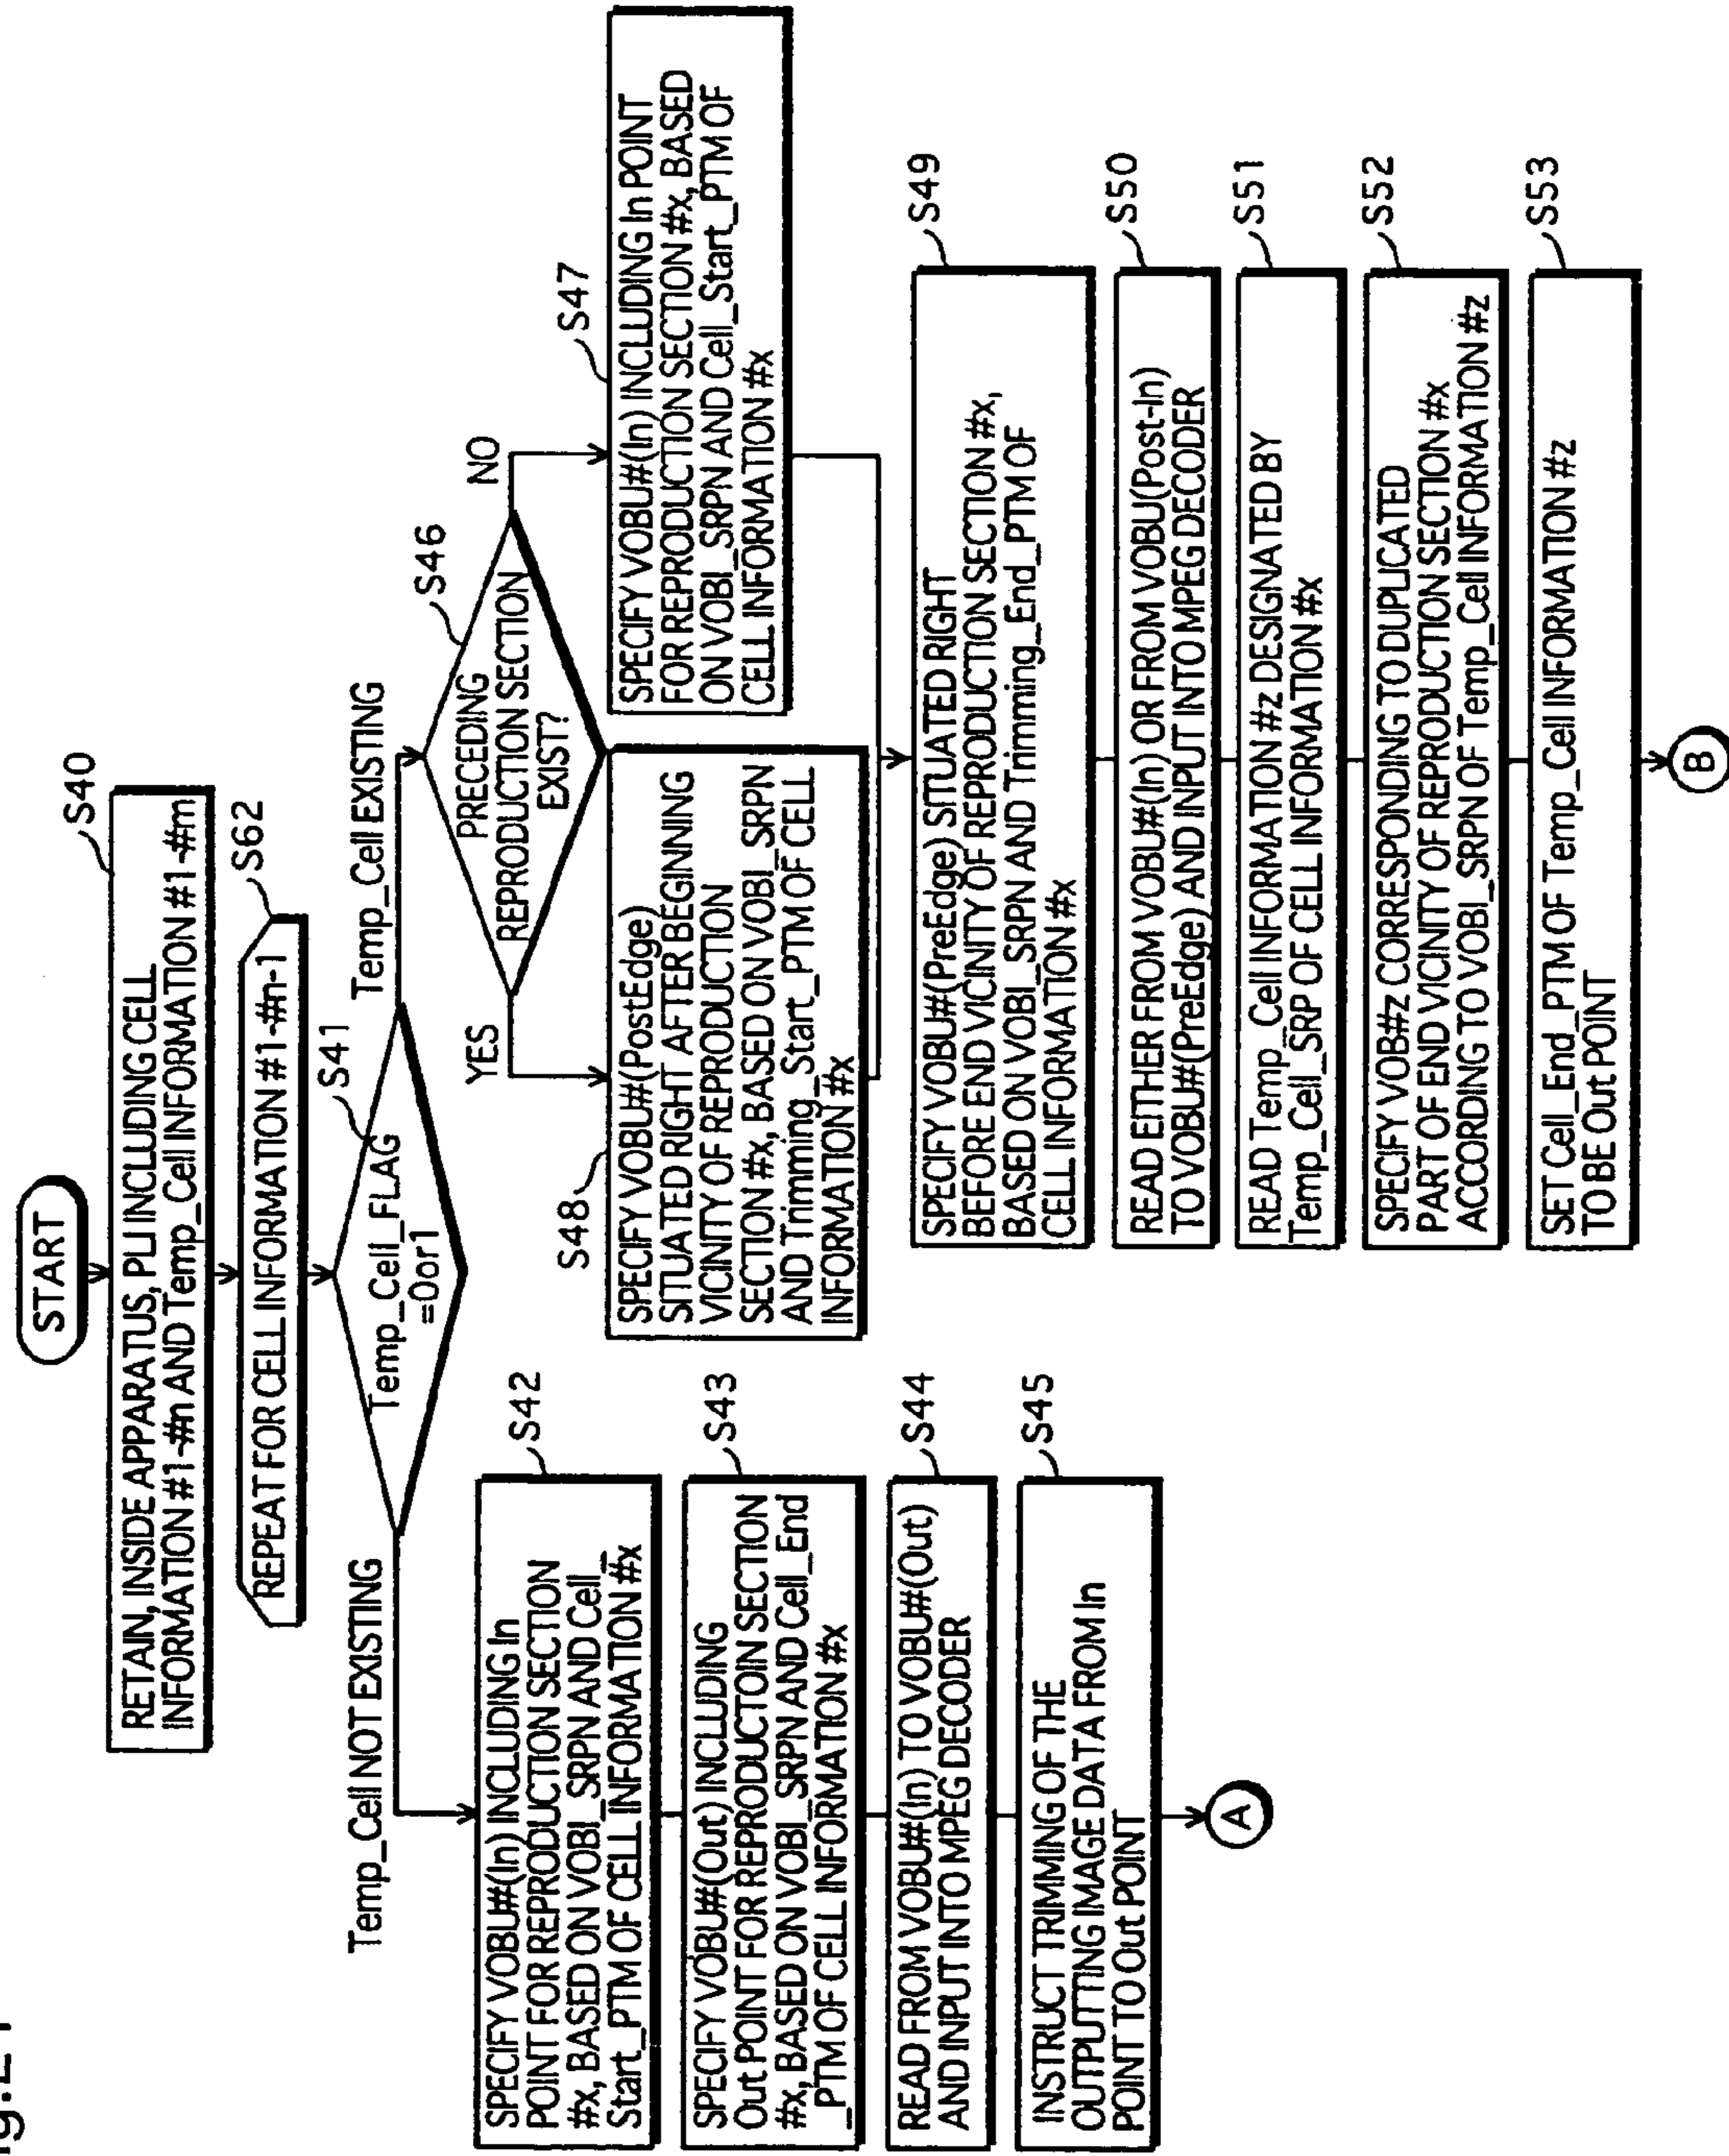 START
S40
RETAIN, INSIDE APPARATUS, PLI INCLUDING CELL
INFORMATION #1-#n AND Temp_Cell INFORMATION #1-#m
S62
REPEAT FOR CELL INFORMATION #1-#n-1
S41
Temp_Cell_FLAG
=0or1
Temp_Cell NOT EXISTING
Temp_Cell EXISTING
S42
SPECIFY VOBU#(In) INCLUDING In
POINT FOR REPRODUCTION SECTION
#x, BASED ON VOBI_SRPN AND Cell_
Start_PTM OF CELL INFORMATION #x
S43
SPECIFY VOBU#(Out) INCLUDING
Out POINT FOR REPRODUCTOIN SECTION
#x, BASED ON VOBI_SRPN AND Cell_End
_PTM OF CELL INFORMATION #x
S44
READ FROM VOBU#(In) TO VOBU#(Out)
AND INPUT INTO MPEG DECODER
S45
INSTRUCT TRIMMING OF THE
OUTPUTTING IMAGE DATA FROM In
POINT TO Out POINT
A
S46
PRECEDING
REPRODUCTION SECTION
EXIST?
YES
NO
S48
SPECIFY VOBU#(PostEdge)
SITUATED RIGHT AFTER BEGINNING
VICINITY OF REPRODUCTION
SECTION #x, BASED ON VOBI_SRPN
AND Trimming_Start_PTM OF CELL
INFORMATION #x
S47
SPECIFY VOBU#(In) INCLUDING In POINT
FOR REPRODUCTION SECTION #x, BASED
ON VOBI_SRPN AND Cell_Start_PTM OF
CELL INFORMATION #x
S49
SPECIFY VOBU#(PreEdge) SITUATED RIGHT
BEFORE END VICINITY OF REPRODUCTION SECTION #x,
BASED ON VOBI_SRPN AND Trimming_End_PTM OF
CELL INFORMATION #x
S50
READ EITHER FROM VOBU#(In) OR FROM VOBU(Post-In)
TO VOBU#(PreEdge) AND INPUT INTO MPEG DECODER
S51
READ Temp_Cell INFORMATION #z DESIGNATED BY
Temp_Cell_SRP OF CELL INFORMATION #x
S52
SPECIFY VOB#z CORRESPONDING TO DUPLICATED
PART OF END VICINITY OF REPRODUCTION SECTION #x
ACCORDING TO VOBI_SRPN OF Temp_Cell INFORMATION #z
S53
SET Cell_End_PTM OF Temp_Cell INFORMATION #z
TO BE Out POINT
B